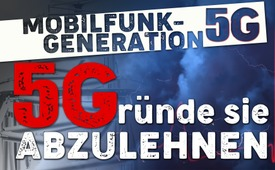 MOBILFUNK-
GENERATION 5G
5Gründe sie
ABZULEHNEN